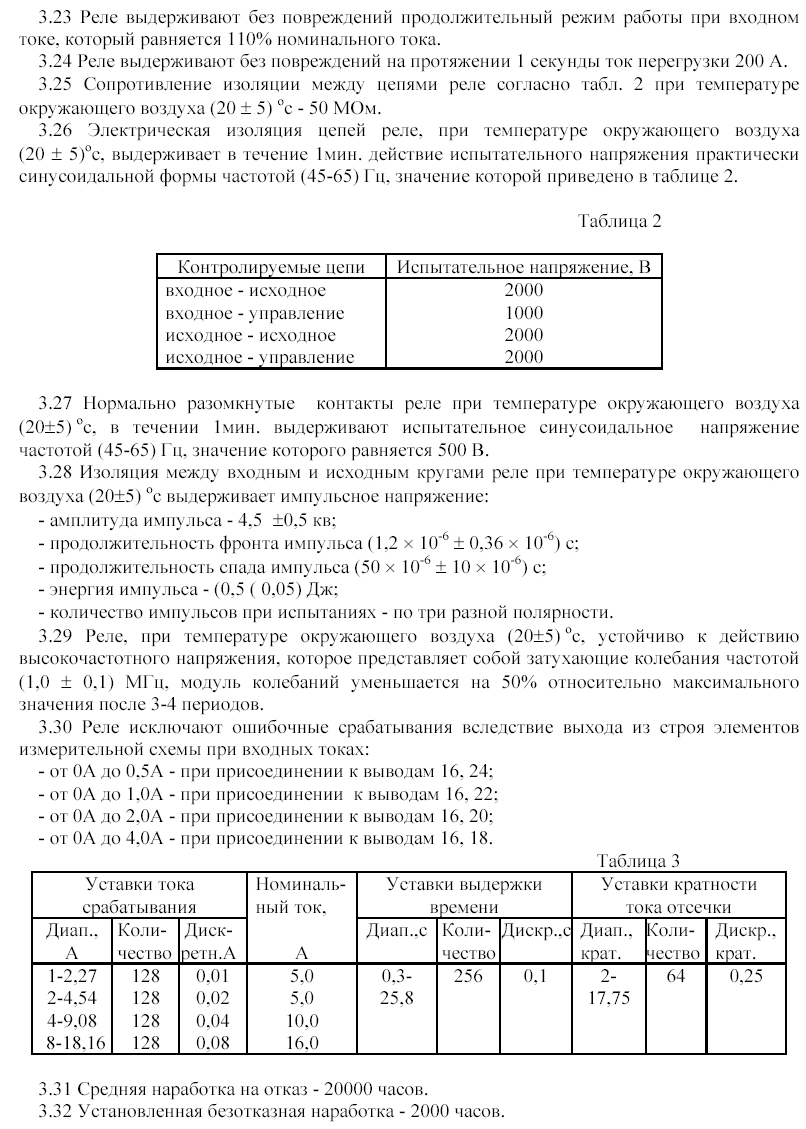 3.23 Реле выдерживают без повреждений продолжительный режим работы при входном
токе, который равняется 110% номинального тока.
3.24 Реле выдерживают без повреждений на протяжении 1 секунды ток перегрузки 200 А.
3.25 Сопротивление изоляции между цепями реле согласно табл. 2 при температуре
окружающего воздуха (20 ± 5) ºс - 50 МОм.
3.26 Электрическая изоляция цепей реле, при температуре окружающего воздуха
(20 ± 5)ºс, выдерживает в течение 1мин. действие испытательного напряжения практически
синусоидальной формы частотой (45-65) Гц, значение которой приведено в таблице 2.
Таблица 2
Контролируемые цепи Испытательное напряжение, В
входное - исходное 2000
входное - управление 1000
исходное - исходное 2000
исходное - управление 2000
3.27 Нормально разомкнутые контакты реле при температуре окружающего воздуха
(20±5) ºс, в течении 1мин. выдерживают испытательное синусоидальное напряжение
частотой (45-65) Гц, значение которого равняется 500 В.
3.28 Изоляция между входным и исходным кругами реле при температуре окружающего
воздуха (20±5) ºс выдерживает импульсное напряжение:
- амплитуда импульса - 4,5 ±0,5 кв;
- продолжительность фронта импульса (1,2 × 10⁻⁶ ± 0,36 × 10⁻⁶) с;
- продолжительность спада импульса (50 × 10⁻⁶ ± 10 × 10⁻⁶) с;
- энергия импульса - (0,5 ( 0,05) Дж;
- количество импульсов при испытаниях - по три разной полярности.
3.29 Реле, при температуре окружающего воздуха (20±5) ºс, устойчиво к действию
высокочастотного напряжения, которое представляет собой затухающие колебания частотой
(1,0 ± 0,1) МГц, модуль колебаний уменьшается на 50% относительно максимального
значения после 3-4 периодов.
3.30 Реле исключают ошибочные срабатывания вследствие выхода из строя элементов
измерительной схемы при входных токах:
- от 0А до 0,5А - при присоединении к выводам 16, 24;
- от 0А до 1,0А - при присоединении к выводам 16, 22;
- от 0А до 2,0А - при присоединении к выводам 16, 20;
- от 0А до 4,0А - при присоединении к выводам 16, 18.
Таблица 3
Уставки тока Номиналь- Уставки выдержки Уставки кратности
срабатывания ный ток, времени тока отсечки
Диап., Коли- Диск- Диап.,с Коли- Дискр.,с Диап., Коли- Дискр.,
А чество ретн.А А чество крат. чество крат.
1-2,27 128 0,01 5,0 0,3- 256 0,1 2- 64 0,25
2-4,54 128 0,02 5,0 25,8 17,75
4-9,08 128 0,04 10,0
8-18,16 128 0,08 16,0
3.31 Средняя наработка на отказ - 20000 часов.
3.32 Установленная безотказная наработка - 2000 часов.